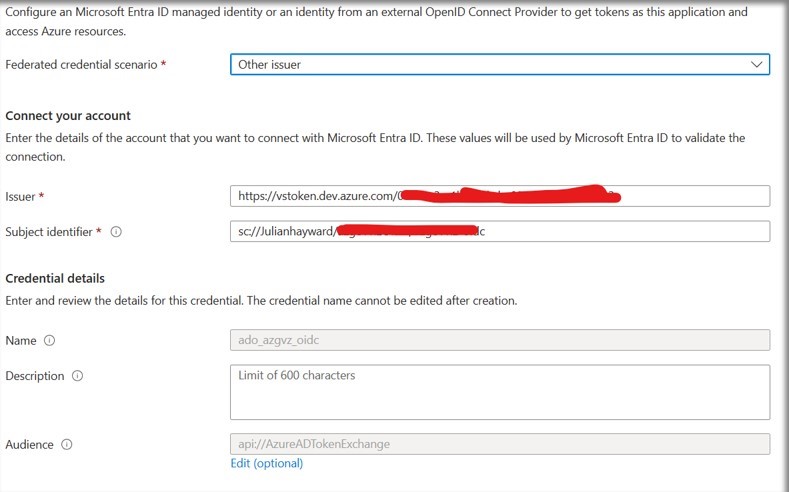 Configure an Microsoft Entra ID managed identity or an identity from an external OpenID Connect Provider to get tokens as this application and
access Azure resources.
Federated credential scenario *
Other issuer
Connect your account
Enter the details of the account that you want to connect with Microsoft Entra ID. These values will be used by Microsoft Entra ID to validate the
connection.
Issuer *
https://vstoken.dev.azure.com/
Subject identifier *
sc://Julianhayward/
Credential details
Enter and review the details for this credential. The credential name cannot be edited after creation.
Name
ado_azgvz_oidc
Description
Limit of 600 characters
Audience
api://AzureADTokenExchange
Edit (optional)